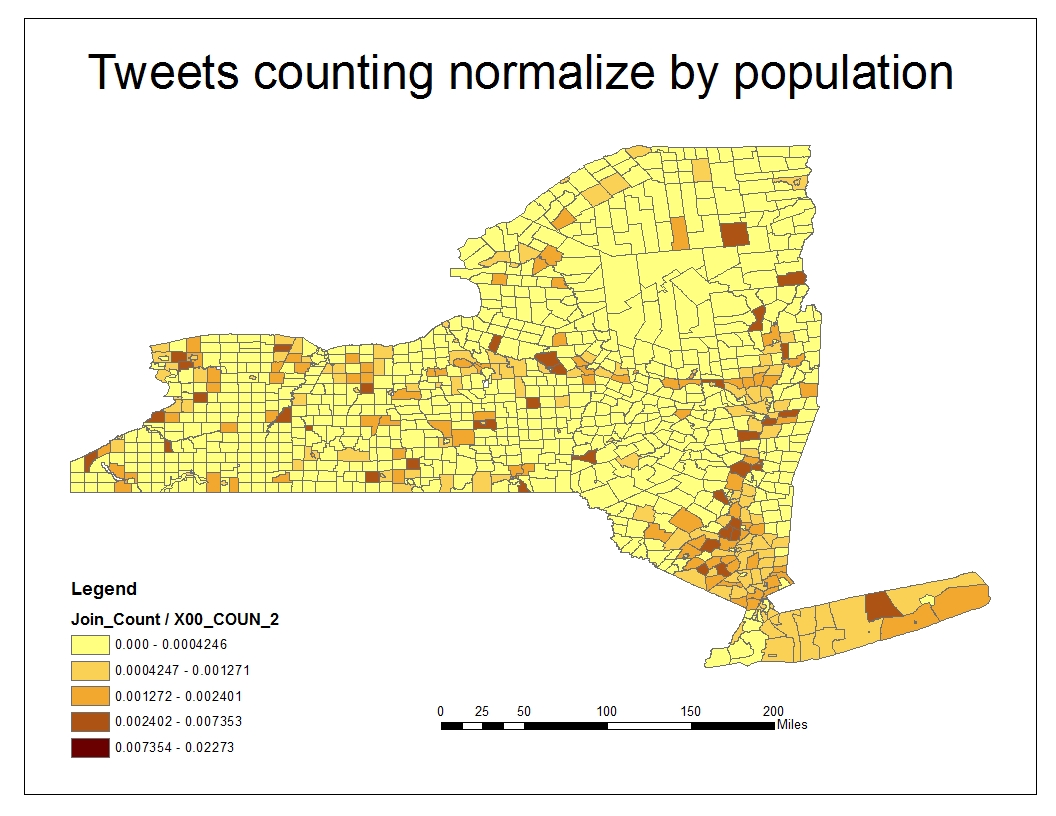 Tweets counting normalize by population
Legend
Join_Count / X00_COUN_2
0.000 - 0.0004246
0.0004247 - 0.001271
0.001272 - 0.002401
0.002402 - 0.007353
0.007354 - 0.02273
0 25 50 100 150 200
Miles